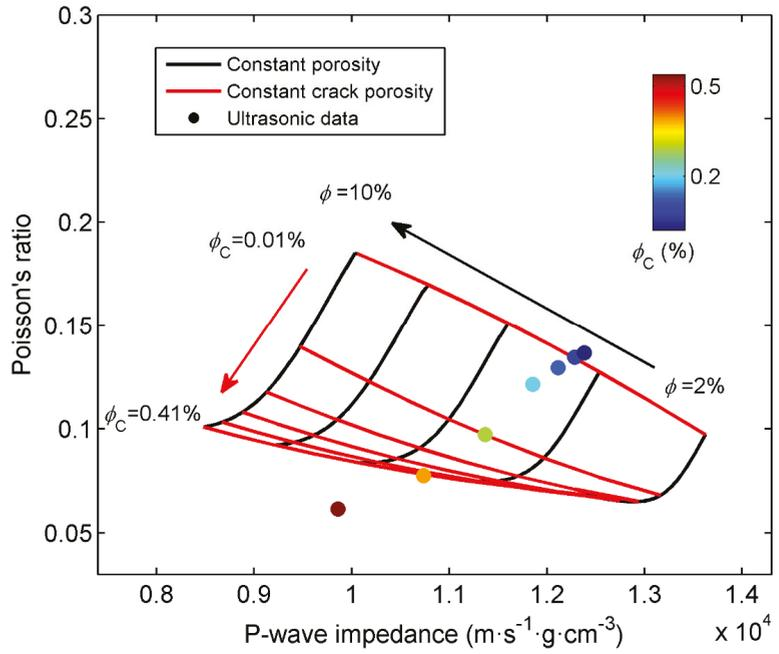 0.3
0.25
0.2
0.15
0.1
0.05
Poisson's ratio
Constant porosity
Constant crack porosity
Ultrasonic data
0.5
0.2
ϕC (%)
ϕ=10%
ϕC=0.01%
ϕ=2%
ϕC=0.41%
0.8 0.9 1 1.1 1.2 1.3 1.4
x 10⁴
P-wave impedance (m·s⁻¹·g·cm⁻³)